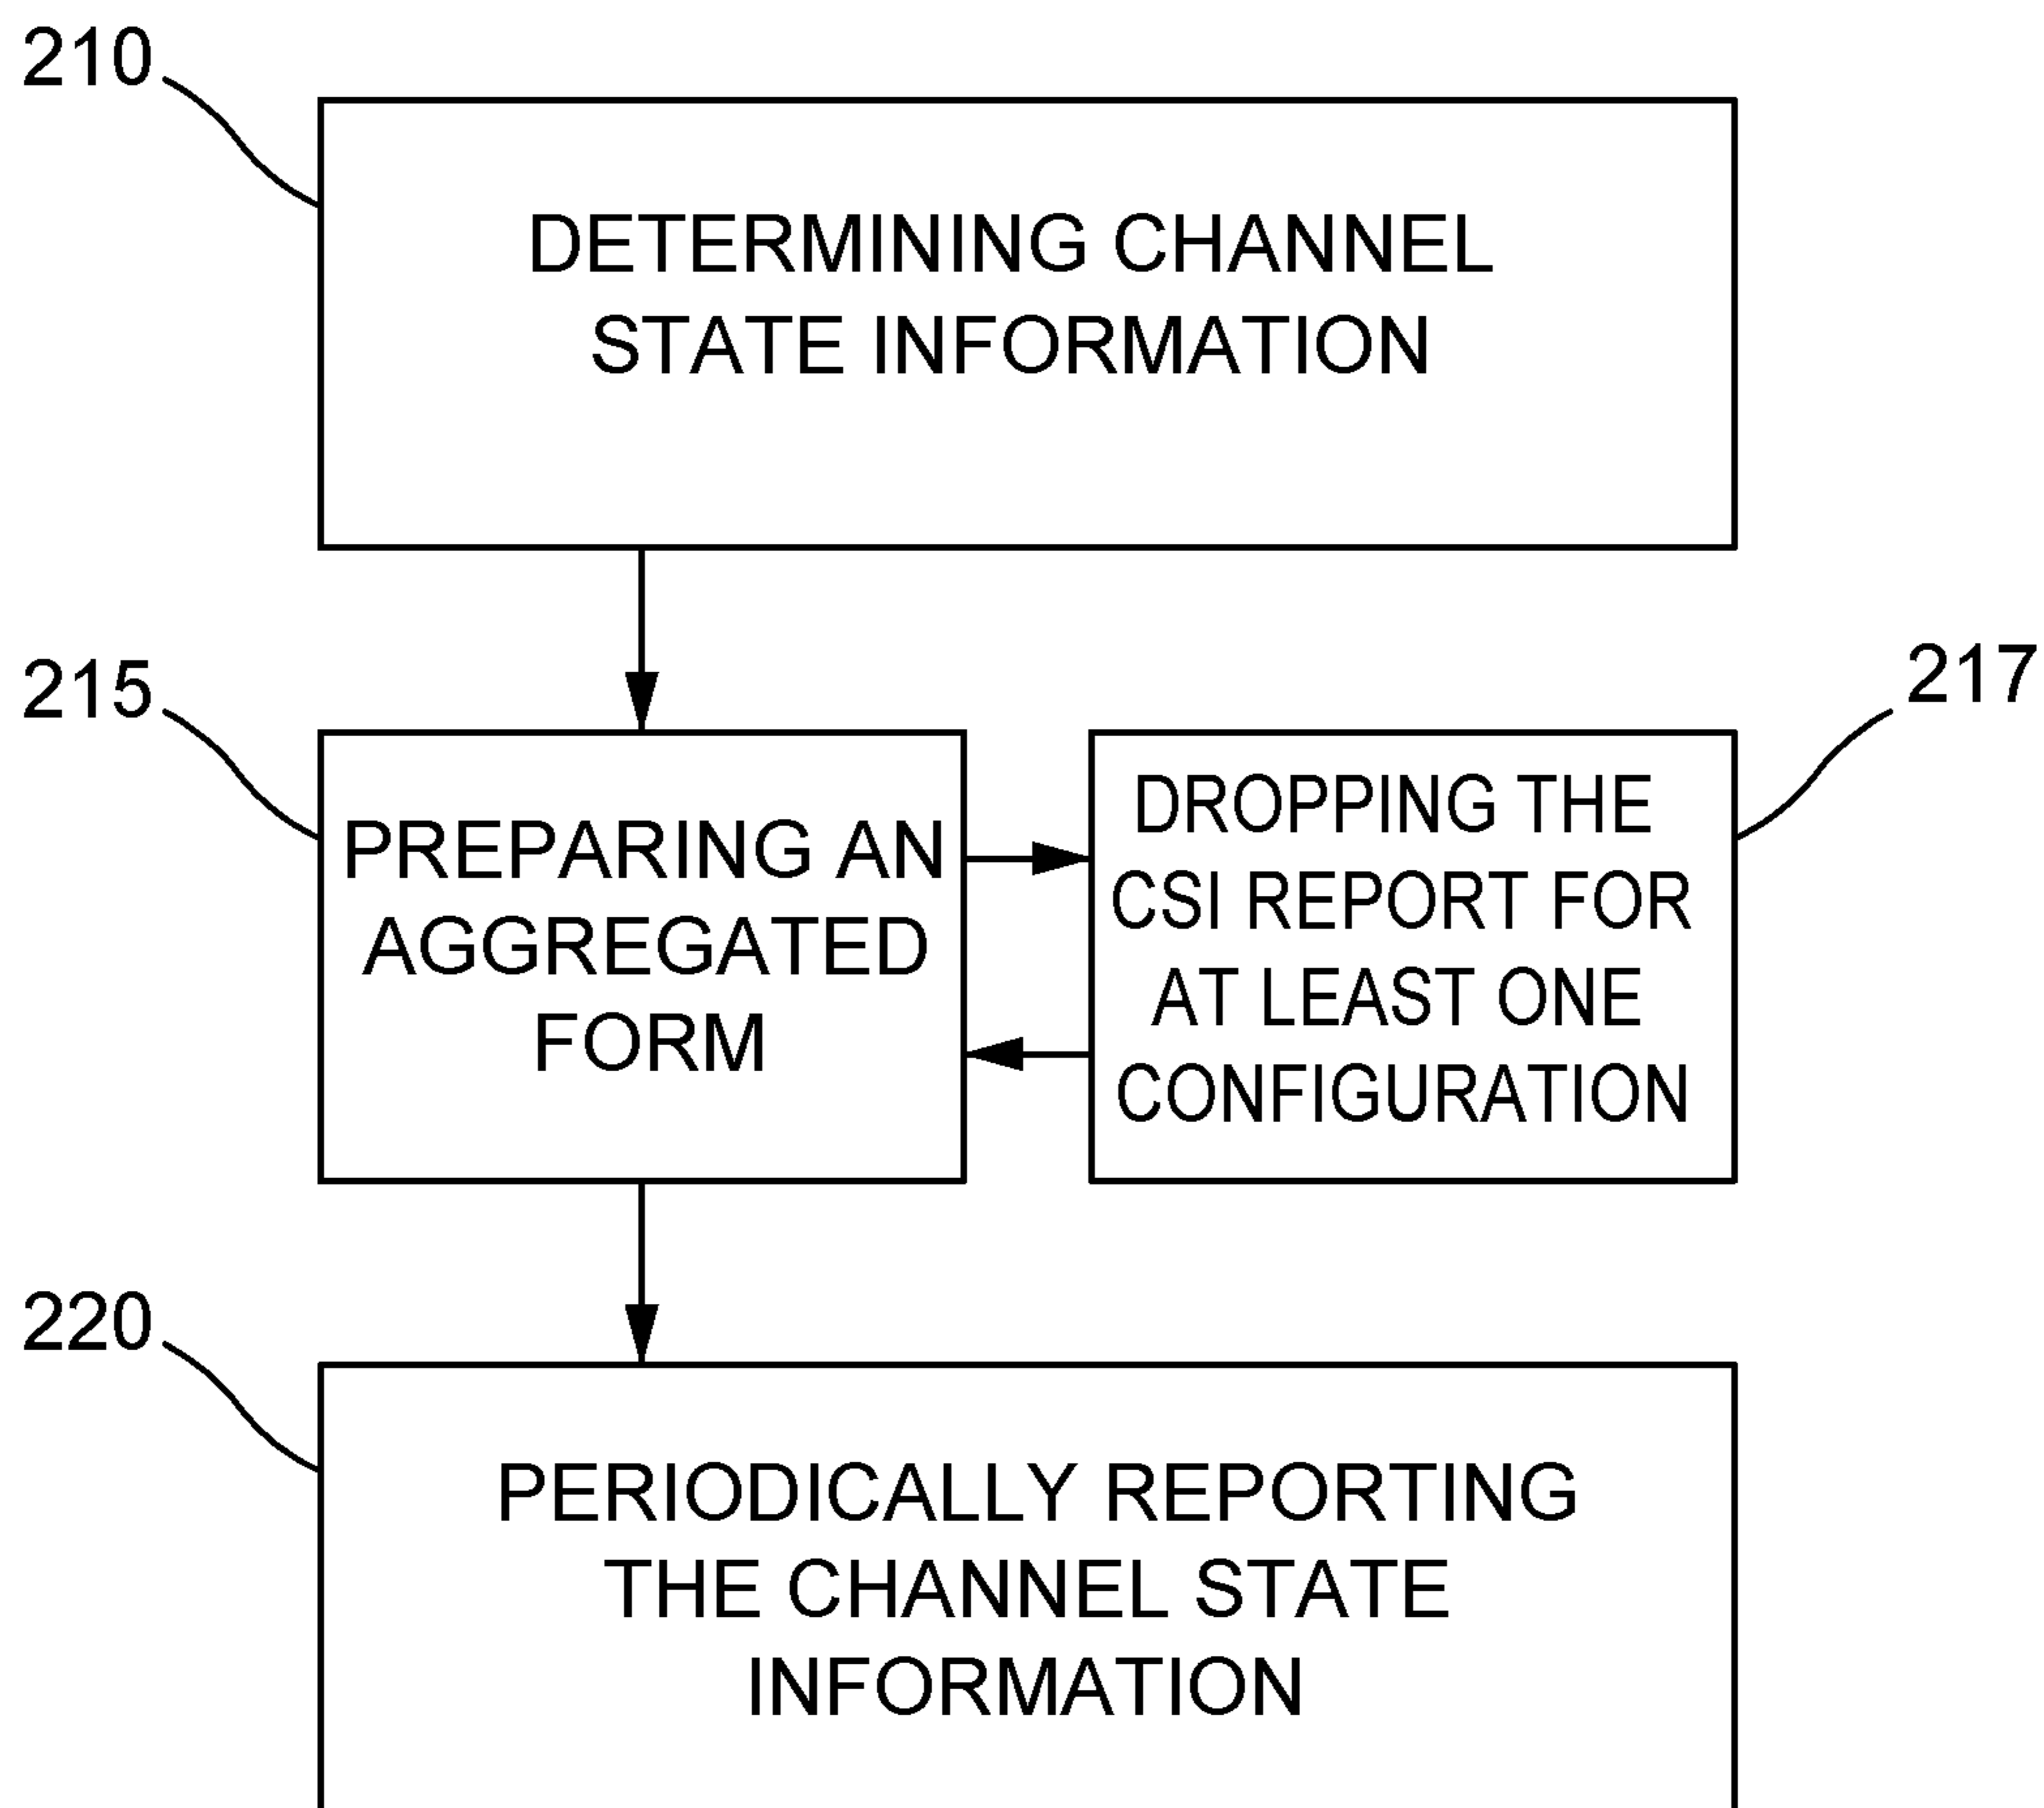 210
DETERMINING CHANNEL
STATE INFORMATION
215
PREPARING AN
AGGREGATED
FORM
217
DROPPING THE
CSI REPORT FOR
AT LEAST ONE
CONFIGURATION
220
PERIODICALLY REPORTING
THE CHANNEL STATE
INFORMATION